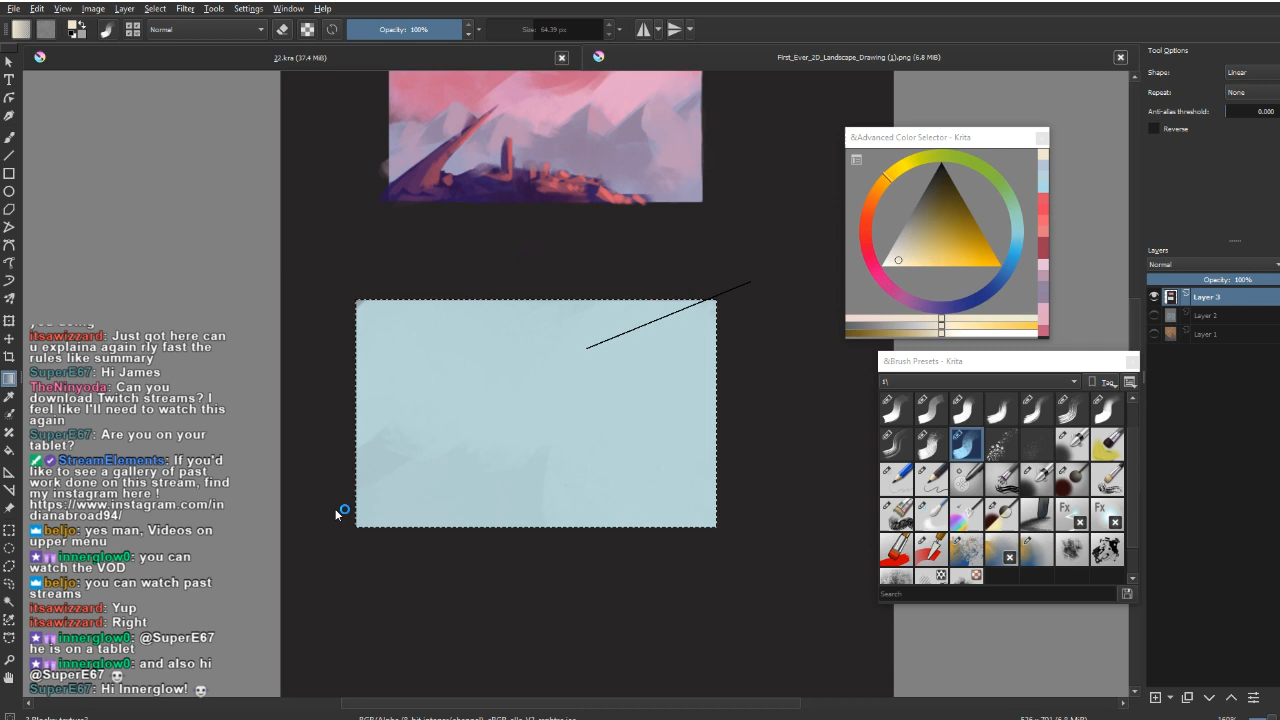 File Edit View Image Layer Select Filter Tools Settings Window Help
Normal
Opacity: 100%
Size: 64.39 px
J2.kra (37.4 MiB)
First_Ever_2D_Landscape_Drawing (1).png (6.8 MiB)
Tool Options
Shape: Linear
Repeat: None
Anti-alias threshold: 0.000
Reverse
&Advanced Color Selector - Krita
Layers
Normal
Opacity: 100%
Layer 3
Layer 2
Layer 1
&Brush Presets - Krita
Tag
Fx
Fx
Search
itsawizzard: Just got here can
u explaina again rly fast the
rules like summary
SuperE67: Hi James
TheNinyoda: Can you
download Twitch streams? I
feel like I'll need to watch this
again
SuperE67: Are you on your
tablet?
StreamElements: If you'd
like to see a gallery of past
work done on this stream, find
my instagram here !
https://www.instagram.com/in
dianabroad94/
beljo: yes man, Videos on
upper menu
innerglow0: you can
watch the VOD
beljo: you can watch past
streams
itsawizzard: Yup
itsawizzard: Right
innerglow0: @SuperE67
he is on a tablet
innerglow0: and also hi
@SuperE67
SuperE67: Hi Innerglow!